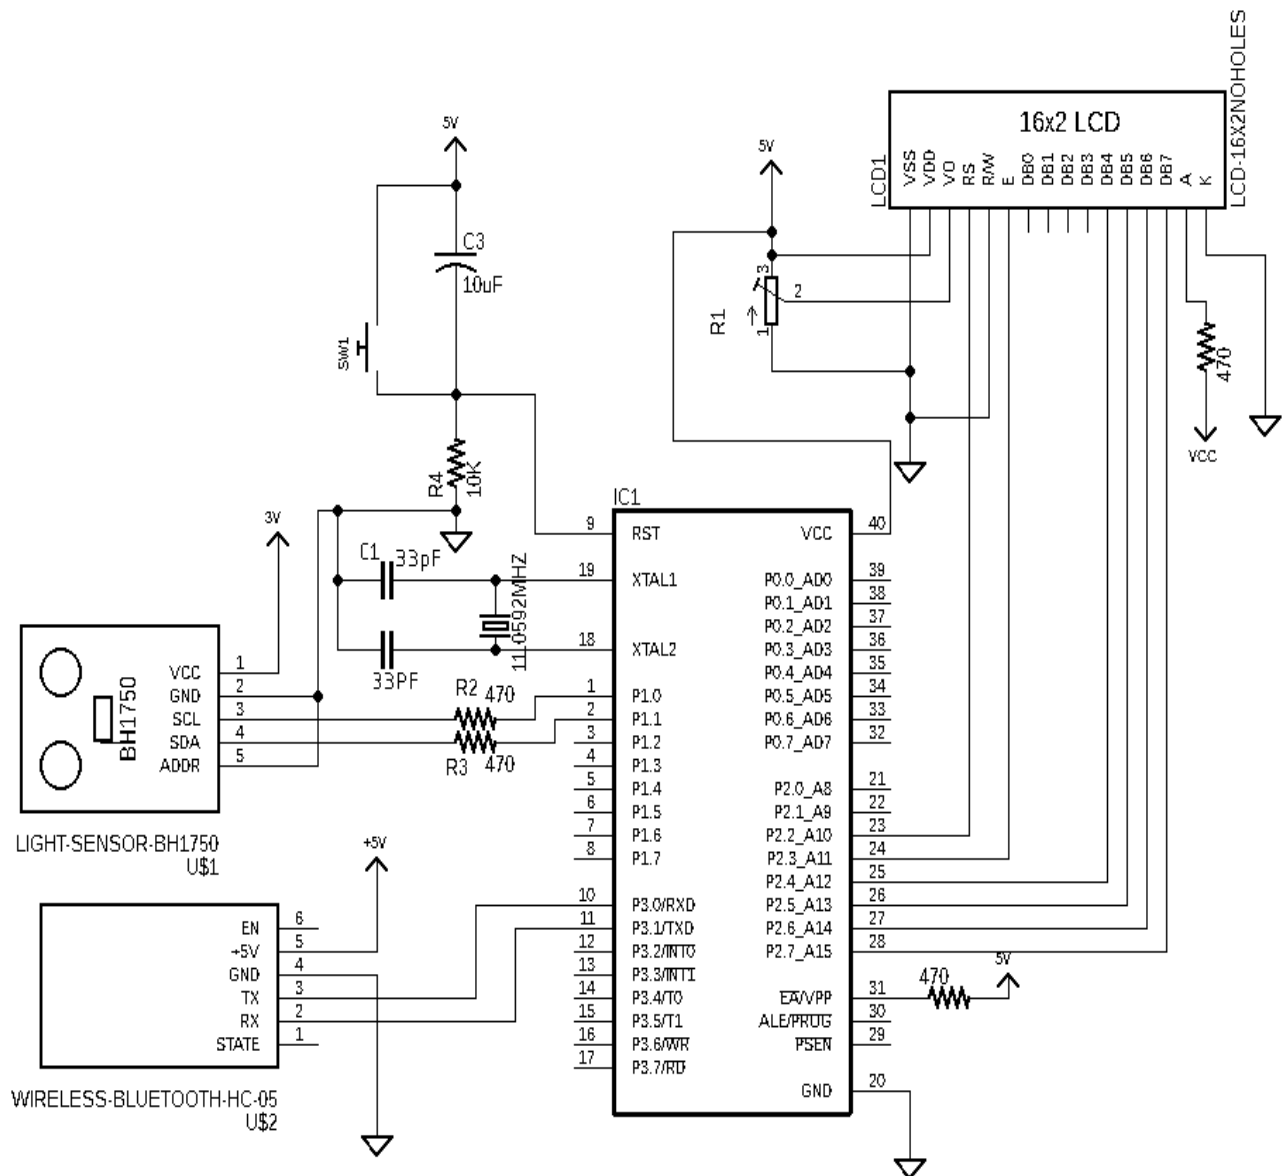 LCD-16X2NOHOLES
16x2 LCD
LCD1
VSS
VDD
VO
RS
R/W
E
DB0
DB1
DB2
DB3
DB4
DB5
DB6
DB7
A
K
5V
C3
10uF
SW1
R4
10K
5V
3
2
1
R1
470
VCC
3V
C1
33pF
33PF
11.0592MHZ
R2
470
R3
470
BH1750
VCC 1
GND 2
SCL 3
SDA 4
ADDR 5
LIGHT-SENSOR-BH1750
U$1
+5V
EN 6
+5V 5
GND 4
TX 3
RX 2
STATE 1
WIRELESS-BLUETOOTH-HC-05
U$2
IC1
9 RST
19 XTAL1
18 XTAL2
1 P1.0
2 P1.1
3 P1.2
4 P1.3
5 P1.4
6 P1.5
7 P1.6
8 P1.7
10 P3.0/RXD
11 P3.1/TXD
12 P3.2/INT0
13 P3.3/INT1
14 P3.4/T0
15 P3.5/T1
16 P3.6/WR
17 P3.7/RD
VCC 40
P0.0_AD0 39
P0.1_AD1 38
P0.2_AD2 37
P0.3_AD3 36
P0.4_AD4 35
P0.5_AD5 34
P0.6_AD6 33
P0.7_AD7 32
P2.0_A8 21
P2.1_A9 22
P2.2_A10 23
P2.3_A11 24
P2.4_A12 25
P2.5_A13 26
P2.6_A14 27
P2.7_A15 28
EA/VPP 31
ALE/PROG 30
PSEN 29
GND 20
470
5V